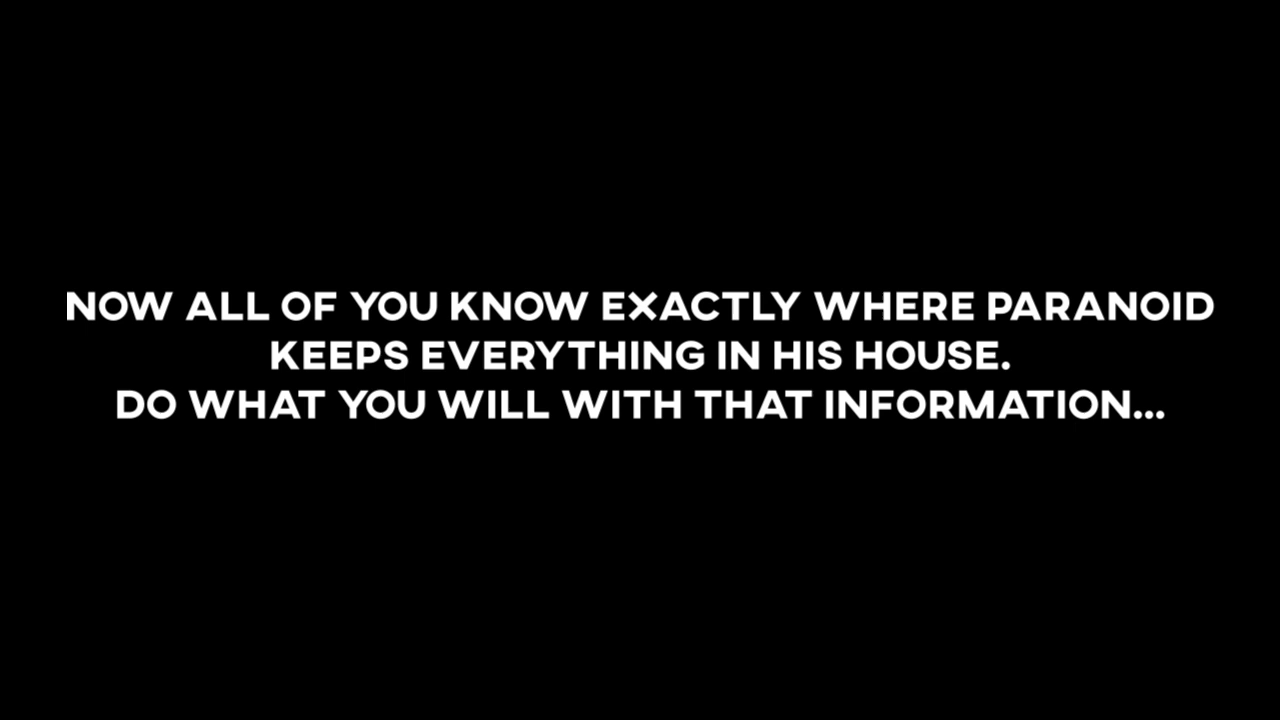 NOW ALL OF YOU KNOW EXACTLY WHERE PARANOID
KEEPS EVERYTHING IN HIS HOUSE.
DO WHAT YOU WILL WITH THAT INFORMATION...